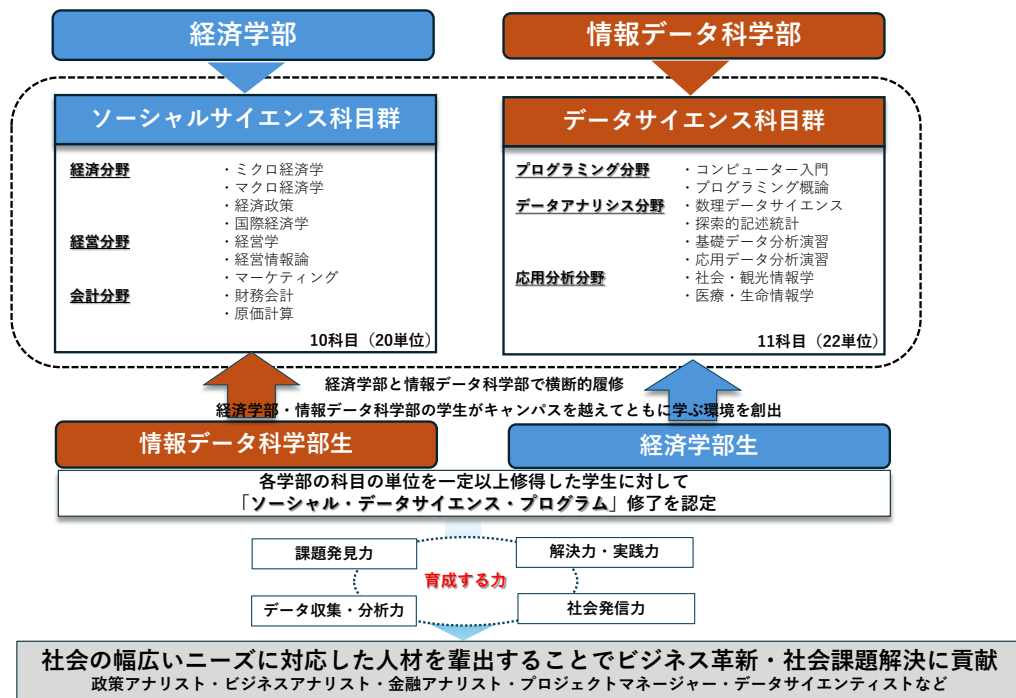 経済学部
情報データ科学部
ソーシャルサイエンス科目群
経済分野
・ミクロ経済学
・マクロ経済学
・経済政策
・国際経済学
経営分野
・経営学
・経営情報論
・マーケティング
会計分野
・財務会計
・原価計算
10科目（20単位）
データサイエンス科目群
プログラミング分野
・コンピューター入門
・プログラミング概論
データアナリシス分野
・数理データサイエンス
・探索的記述統計
・基礎データ分析演習
・応用データ分析演習
応用分析分野
・社会・観光情報学
・医療・生命情報学
11科目（22単位）
経済学部と情報データ科学部で横断的履修
経済学部・情報データ科学部の学生がキャンパスを越えてともに学ぶ環境を創出
情報データ科学部生
経済学部生
各学部の科目の単位を一定以上修得した学生に対して
「ソーシャル・データサイエンス・プログラム」修了を認定
課題発見力
解決力・実践力
育成する力
データ収集・分析力
社会発信力
社会の幅広いニーズに対応した人材を輩出することでビジネス革新・社会課題解決に貢献
政策アナリスト・ビジネスアナリスト・金融アナリスト・プロジェクトマネージャー・データサイエンティストなど